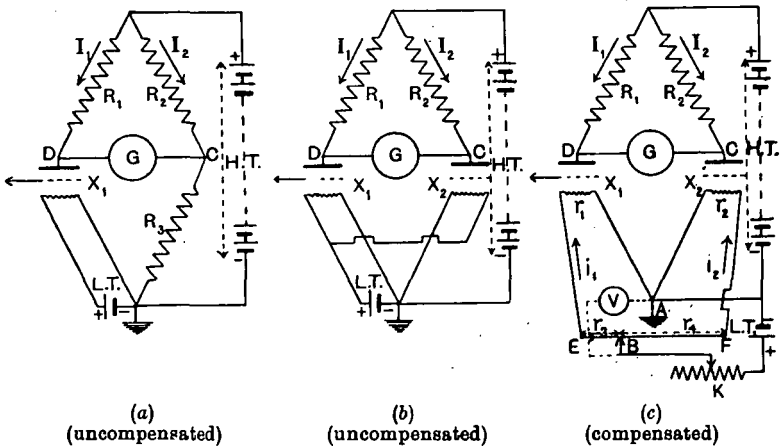 I₁ I₂
R₁ R₂
D G C H.T.
X₁
R₃
L.T.
+ −
+
−
(a)
(uncompensated)
I₁ I₂
R₁ R₂
D G C H.T.
X₁ X₂
L.T.
+ −
+
−
(b)
(uncompensated)
I₁ I₂
R₁ R₂
D G C H.T.
X₁ X₂
r₁ r₂
i₁ i₂
V A
r₃ r₄ L.T.
E B F
K
+
−
+
(c)
(compensated)